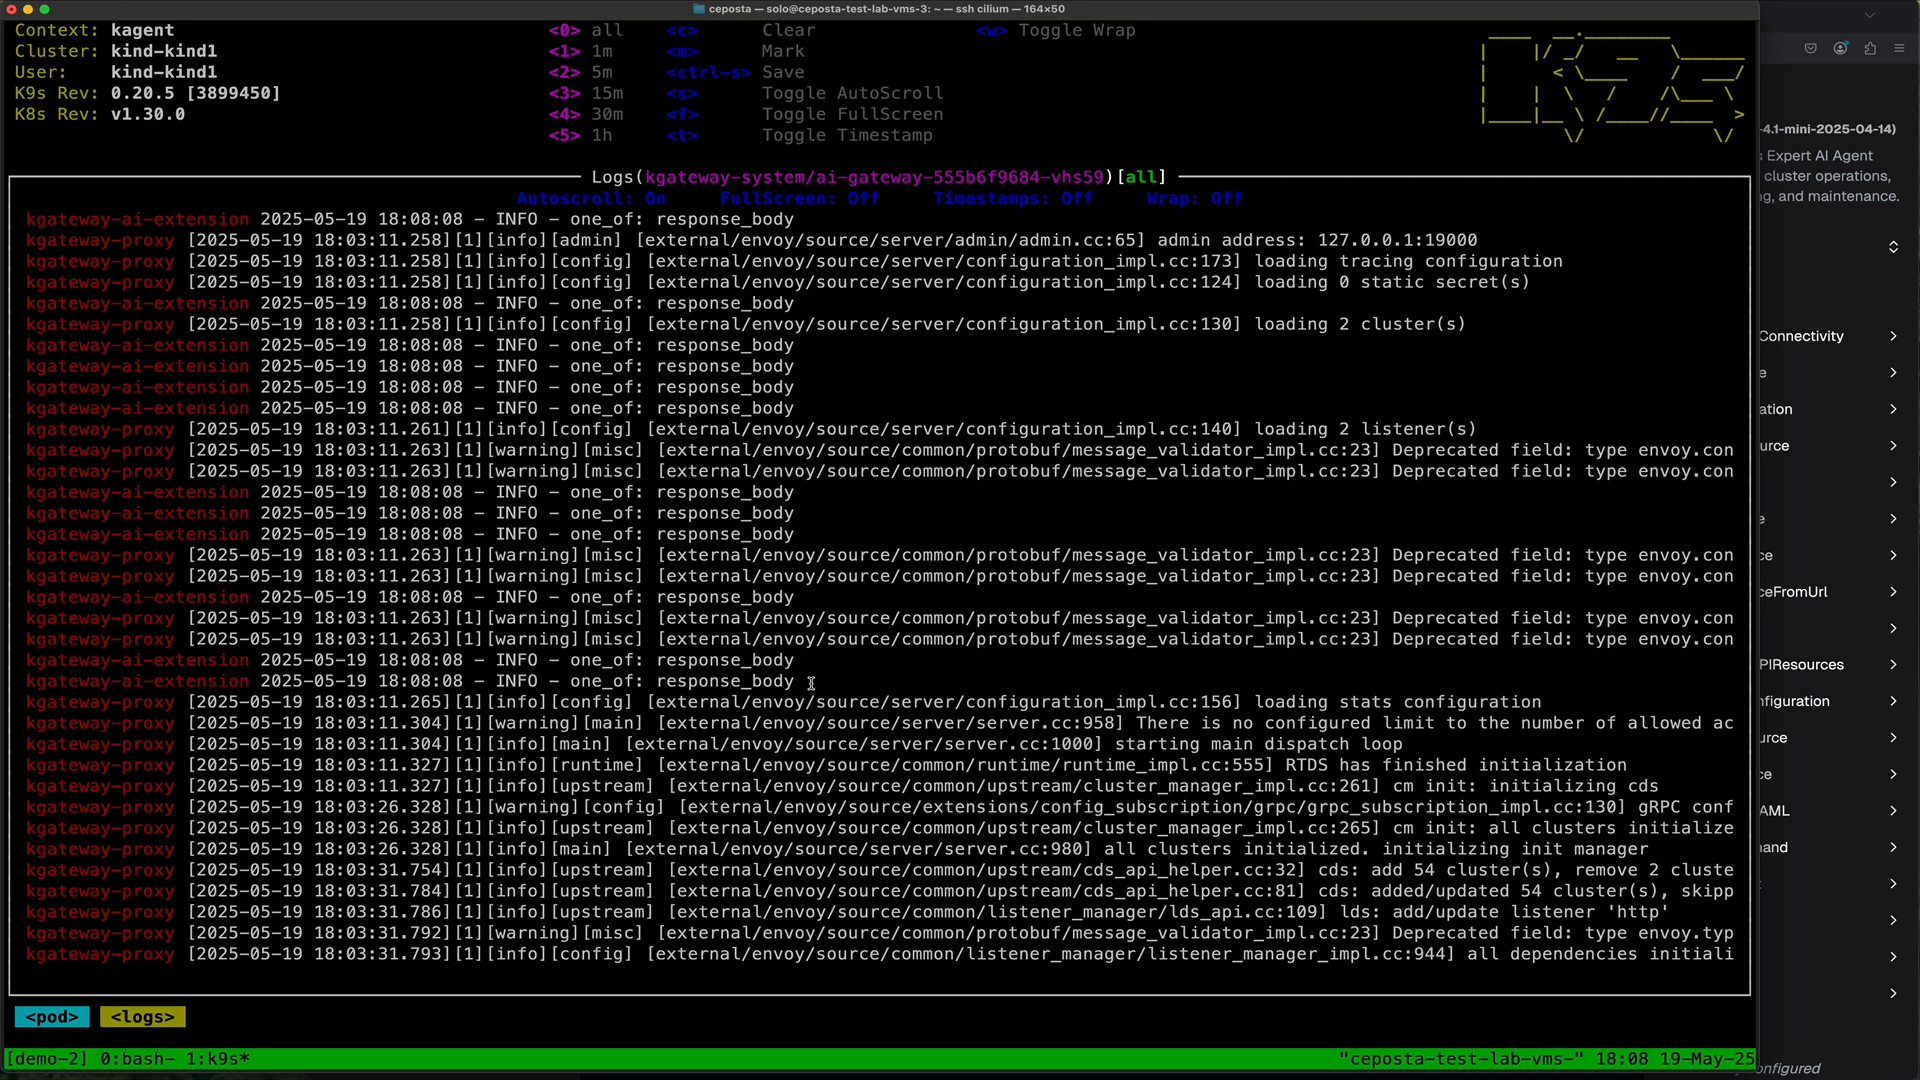 ceposta — solo@ceposta-test-lab-vms-3: ~ — ssh cilium — 164×50
Context: kagent
Cluster: kind-kind1
User: kind-kind1
K9s Rev: 0.20.5 [3899450]
K8s Rev: v1.30.0
<0> all <c> Clear <w> Toggle Wrap
<1> 1m <m> Mark
<2> 5m <ctrl-s> Save
<3> 15m <s> Toggle AutoScroll
<4> 30m <f> Toggle FullScreen
<5> 1h <t> Toggle Timestamp
Logs(kgateway-system/ai-gateway-555b6f9684-vhs59)[all]
Autoscroll: On FullScreen: Off Timestamps: Off Wrap: Off
kgateway-ai-extension 2025-05-19 18:08:08 - INFO - one_of: response_body
kgateway-proxy [2025-05-19 18:03:11.258][1][info][admin] [external/envoy/source/server/admin/admin.cc:65] admin address: 127.0.0.1:19000
kgateway-proxy [2025-05-19 18:03:11.258][1][info][config] [external/envoy/source/server/configuration_impl.cc:173] loading tracing configuration
kgateway-proxy [2025-05-19 18:03:11.258][1][info][config] [external/envoy/source/server/configuration_impl.cc:124] loading 0 static secret(s)
kgateway-ai-extension 2025-05-19 18:08:08 - INFO - one_of: response_body
kgateway-proxy [2025-05-19 18:03:11.258][1][info][config] [external/envoy/source/server/configuration_impl.cc:130] loading 2 cluster(s)
kgateway-ai-extension 2025-05-19 18:08:08 - INFO - one_of: response_body
kgateway-ai-extension 2025-05-19 18:08:08 - INFO - one_of: response_body
kgateway-ai-extension 2025-05-19 18:08:08 - INFO - one_of: response_body
kgateway-ai-extension 2025-05-19 18:08:08 - INFO - one_of: response_body
kgateway-proxy [2025-05-19 18:03:11.261][1][info][config] [external/envoy/source/server/configuration_impl.cc:140] loading 2 listener(s)
kgateway-proxy [2025-05-19 18:03:11.263][1][warning][misc] [external/envoy/source/common/protobuf/message_validator_impl.cc:23] Deprecated field: type envoy.con
kgateway-proxy [2025-05-19 18:03:11.263][1][warning][misc] [external/envoy/source/common/protobuf/message_validator_impl.cc:23] Deprecated field: type envoy.con
kgateway-ai-extension 2025-05-19 18:08:08 - INFO - one_of: response_body
kgateway-ai-extension 2025-05-19 18:08:08 - INFO - one_of: response_body
kgateway-ai-extension 2025-05-19 18:08:08 - INFO - one_of: response_body
kgateway-proxy [2025-05-19 18:03:11.263][1][warning][misc] [external/envoy/source/common/protobuf/message_validator_impl.cc:23] Deprecated field: type envoy.con
kgateway-proxy [2025-05-19 18:03:11.263][1][warning][misc] [external/envoy/source/common/protobuf/message_validator_impl.cc:23] Deprecated field: type envoy.con
kgateway-ai-extension 2025-05-19 18:08:08 - INFO - one_of: response_body
kgateway-proxy [2025-05-19 18:03:11.263][1][warning][misc] [external/envoy/source/common/protobuf/message_validator_impl.cc:23] Deprecated field: type envoy.con
kgateway-proxy [2025-05-19 18:03:11.263][1][warning][misc] [external/envoy/source/common/protobuf/message_validator_impl.cc:23] Deprecated field: type envoy.con
kgateway-ai-extension 2025-05-19 18:08:08 - INFO - one_of: response_body
kgateway-ai-extension 2025-05-19 18:08:08 - INFO - one_of: response_body
kgateway-proxy [2025-05-19 18:03:11.265][1][info][config] [external/envoy/source/server/configuration_impl.cc:156] loading stats configuration
kgateway-proxy [2025-05-19 18:03:11.304][1][warning][main] [external/envoy/source/server/server.cc:958] There is no configured limit to the number of allowed ac
kgateway-proxy [2025-05-19 18:03:11.304][1][info][main] [external/envoy/source/server/server.cc:1000] starting main dispatch loop
kgateway-proxy [2025-05-19 18:03:11.327][1][info][runtime] [external/envoy/source/common/runtime/runtime_impl.cc:555] RTDS has finished initialization
kgateway-proxy [2025-05-19 18:03:11.327][1][info][upstream] [external/envoy/source/common/upstream/cluster_manager_impl.cc:261] cm init: initializing cds
kgateway-proxy [2025-05-19 18:03:26.328][1][warning][config] [external/envoy/source/extensions/config_subscription/grpc/grpc_subscription_impl.cc:130] gRPC conf
kgateway-proxy [2025-05-19 18:03:26.328][1][info][upstream] [external/envoy/source/common/upstream/cluster_manager_impl.cc:265] cm init: all clusters initialize
kgateway-proxy [2025-05-19 18:03:26.328][1][info][main] [external/envoy/source/server/server.cc:980] all clusters initialized. initializing init manager
kgateway-proxy [2025-05-19 18:03:31.754][1][info][upstream] [external/envoy/source/common/upstream/cds_api_helper.cc:32] cds: add 54 cluster(s), remove 2 cluste
kgateway-proxy [2025-05-19 18:03:31.784][1][info][upstream] [external/envoy/source/common/upstream/cds_api_helper.cc:81] cds: added/updated 54 cluster(s), skipp
kgateway-proxy [2025-05-19 18:03:31.786][1][info][upstream] [external/envoy/source/common/listener_manager/lds_api.cc:109] lds: add/update listener 'http'
kgateway-proxy [2025-05-19 18:03:31.792][1][warning][misc] [external/envoy/source/common/protobuf/message_validator_impl.cc:23] Deprecated field: type envoy.typ
kgateway-proxy [2025-05-19 18:03:31.793][1][info][config] [external/envoy/source/common/listener_manager/listener_manager_impl.cc:944] all dependencies initiali
<pod> <logs>
[demo-2] 0:bash- 1:k9s* "ceposta-test-lab-vms-" 18:08 19-May-25
-4.1-mini-2025-04-14)
s Expert AI Agent
cluster operations,
g, and maintenance.
Connectivity
e
ation
urce
e
ce
ceFromUrl
PIResources
nfiguration
urce
ce
AML
nand
onfigured